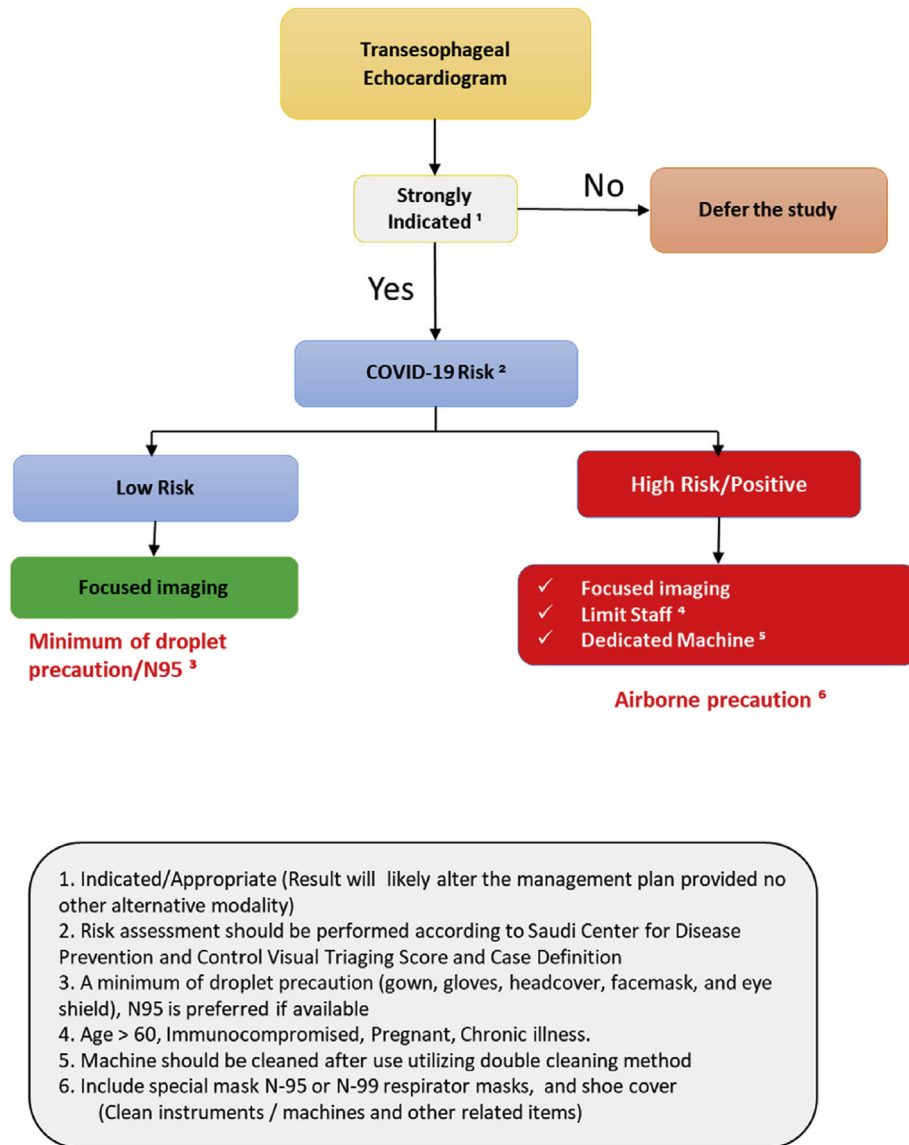 Transesophageal
Echocardiogram
Strongly
Indicated ¹
No
Defer the study
Yes
COVID-19 Risk ²
Low Risk
High Risk/Positive
Focused imaging
✓ Focused imaging
✓ Limit Staff ⁴
✓ Dedicated Machine ⁵
Minimum of droplet
precaution/N95 ³
Airborne precaution ⁶
1. Indicated/Appropriate (Result will likely alter the management plan provided no
other alternative modality)
2. Risk assessment should be performed according to Saudi Center for Disease
Prevention and Control Visual Triaging Score and Case Definition
3. A minimum of droplet precaution (gown, gloves, headcover, facemask, and eye
shield), N95 is preferred if available
4. Age > 60, Immunocompromised, Pregnant, Chronic illness.
5. Machine should be cleaned after use utilizing double cleaning method
6. Include special mask N-95 or N-99 respirator masks, and shoe cover
(Clean instruments / machines and other related items)